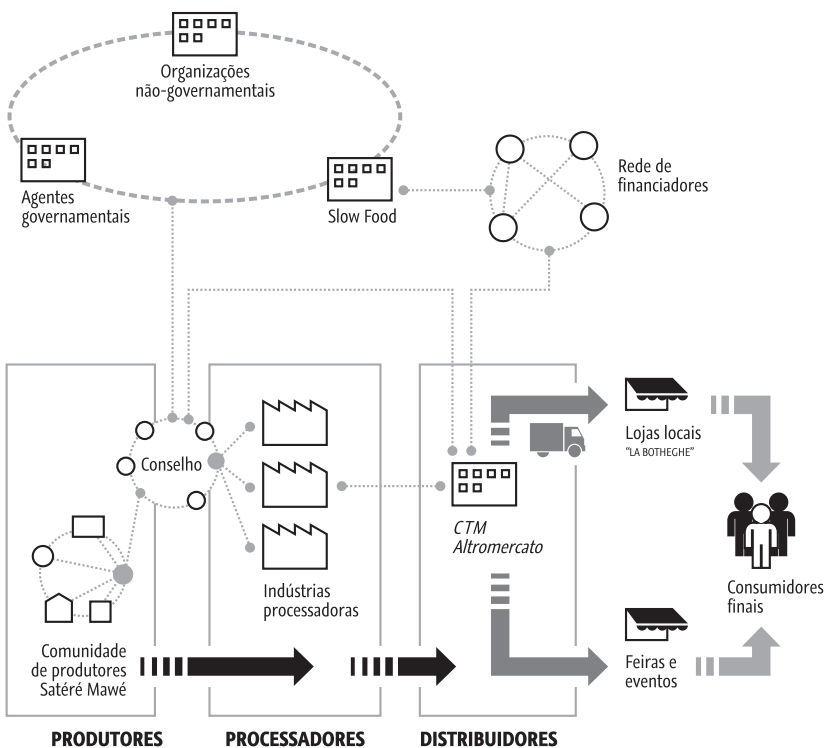 Organizações
não-governamentais
Agentes
governamentais
Slow Food
Rede de
financiadores
Conselho
Indústrias
processadoras
Comunidade
de produtores
Satéré Mawé
CTM
Altromercato
Lojas locais
"LA BOTHEGHE"
Consumidores
finais
Feiras e
eventos
PRODUTORES
PROCESSADORES
DISTRIBUIDORES